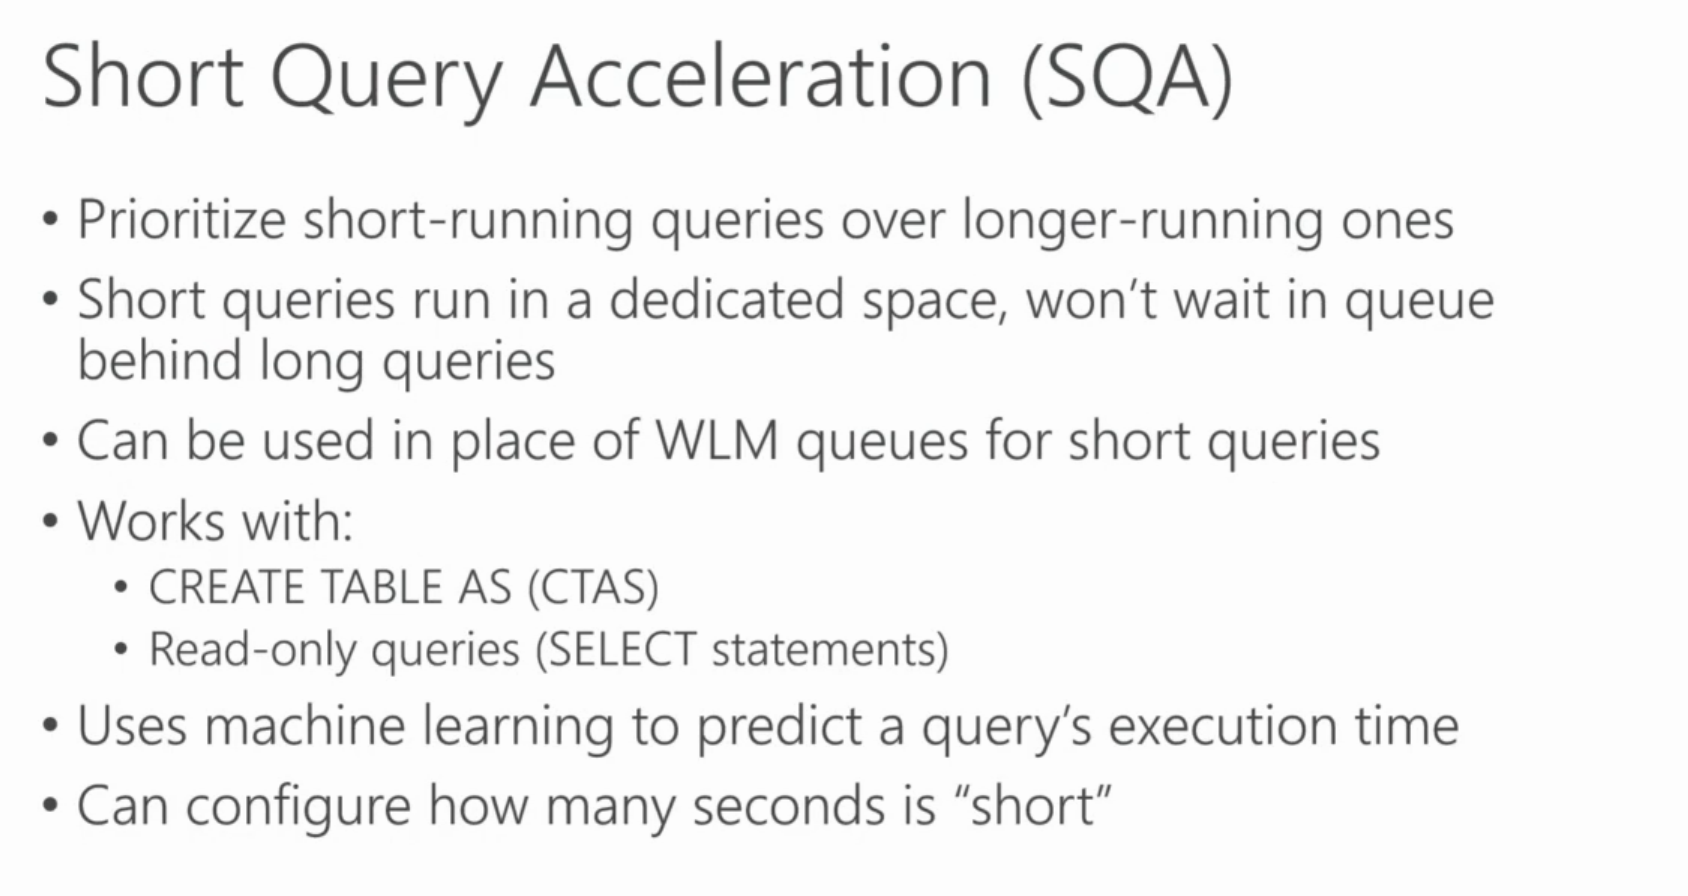 Short Query Acceleration (SQA)
• Prioritize short-running queries over longer-running ones
• Short queries run in a dedicated space, won’t wait in queue
behind long queries
• Can be used in place of WLM queues for short queries
• Works with:
• CREATE TABLE AS (CTAS)
• Read-only queries (SELECT statements)
• Uses machine learning to predict a query’s execution time
• Can configure how many seconds is “short”